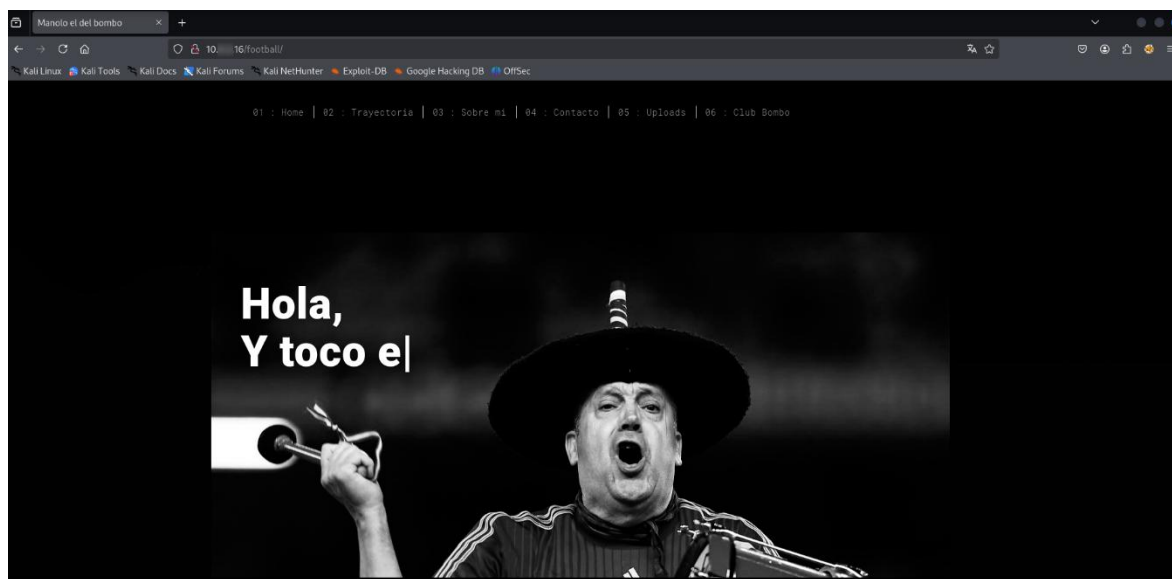 Manolo el del bombo
10. 16/football/
Kali Linux Kali Tools Kali Docs Kali Forums Kali NetHunter Exploit-DB Google Hacking DB OffSec
01 : Home | 02 : Trayectoria | 03 : Sobre mi | 04 : Contacto | 05 : Uploads | 06 : Club Bombo
Hola,
Y toco e|